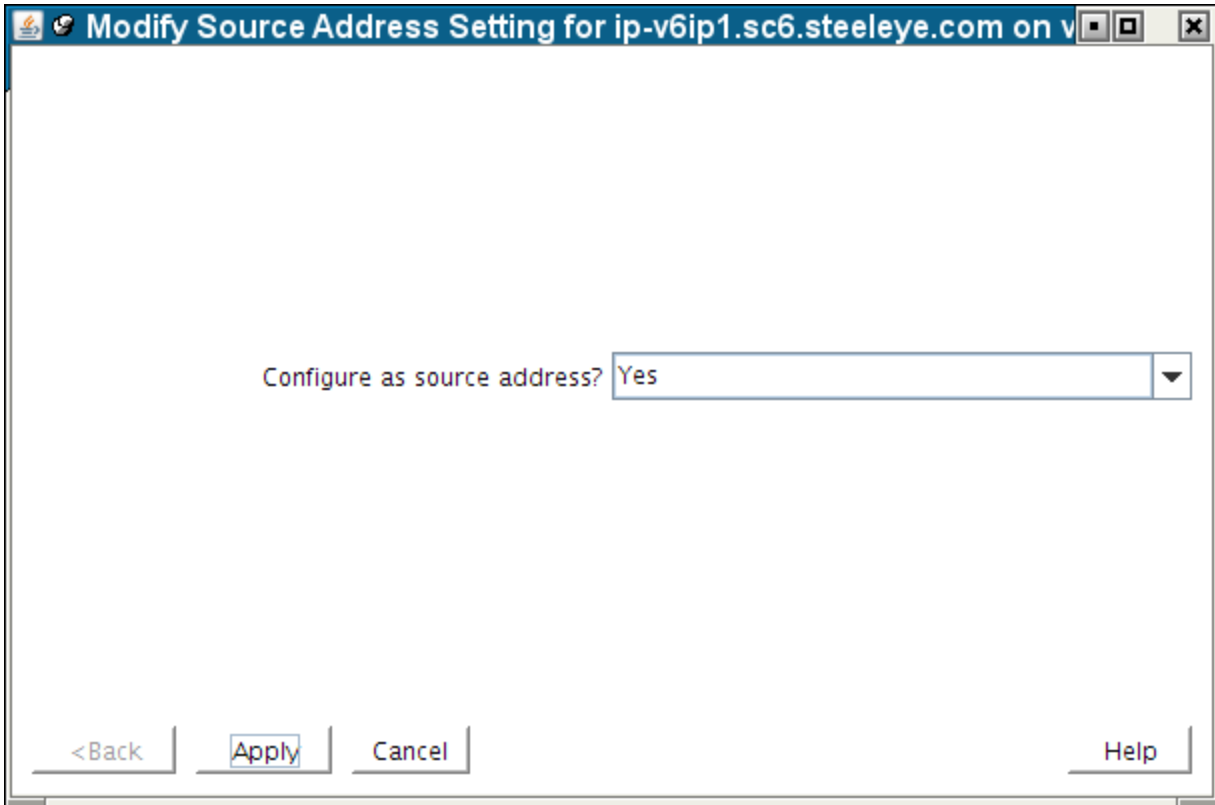 Modify Source Address Setting for ip-v6ip1.sc6.steeleye.com on v
Configure as source address? Yes
<Back Apply Cancel Help